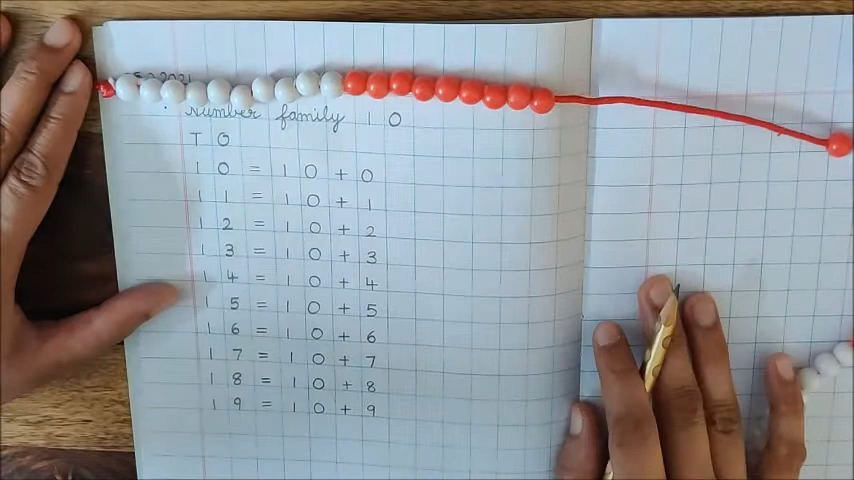 2021
Number family 10
T O
1 0 = 1 0 + 0
1 1 = 1 0 + 1
1 2 = 1 0 + 2
1 3 = 1 0 + 3
1 4 = 1 0 + 4
1 5 = 1 0 + 5
1 6 = 1 0 + 6
1 7 = 1 0 + 7
1 8 = 1 0 + 8
1 9 = 1 0 + 9